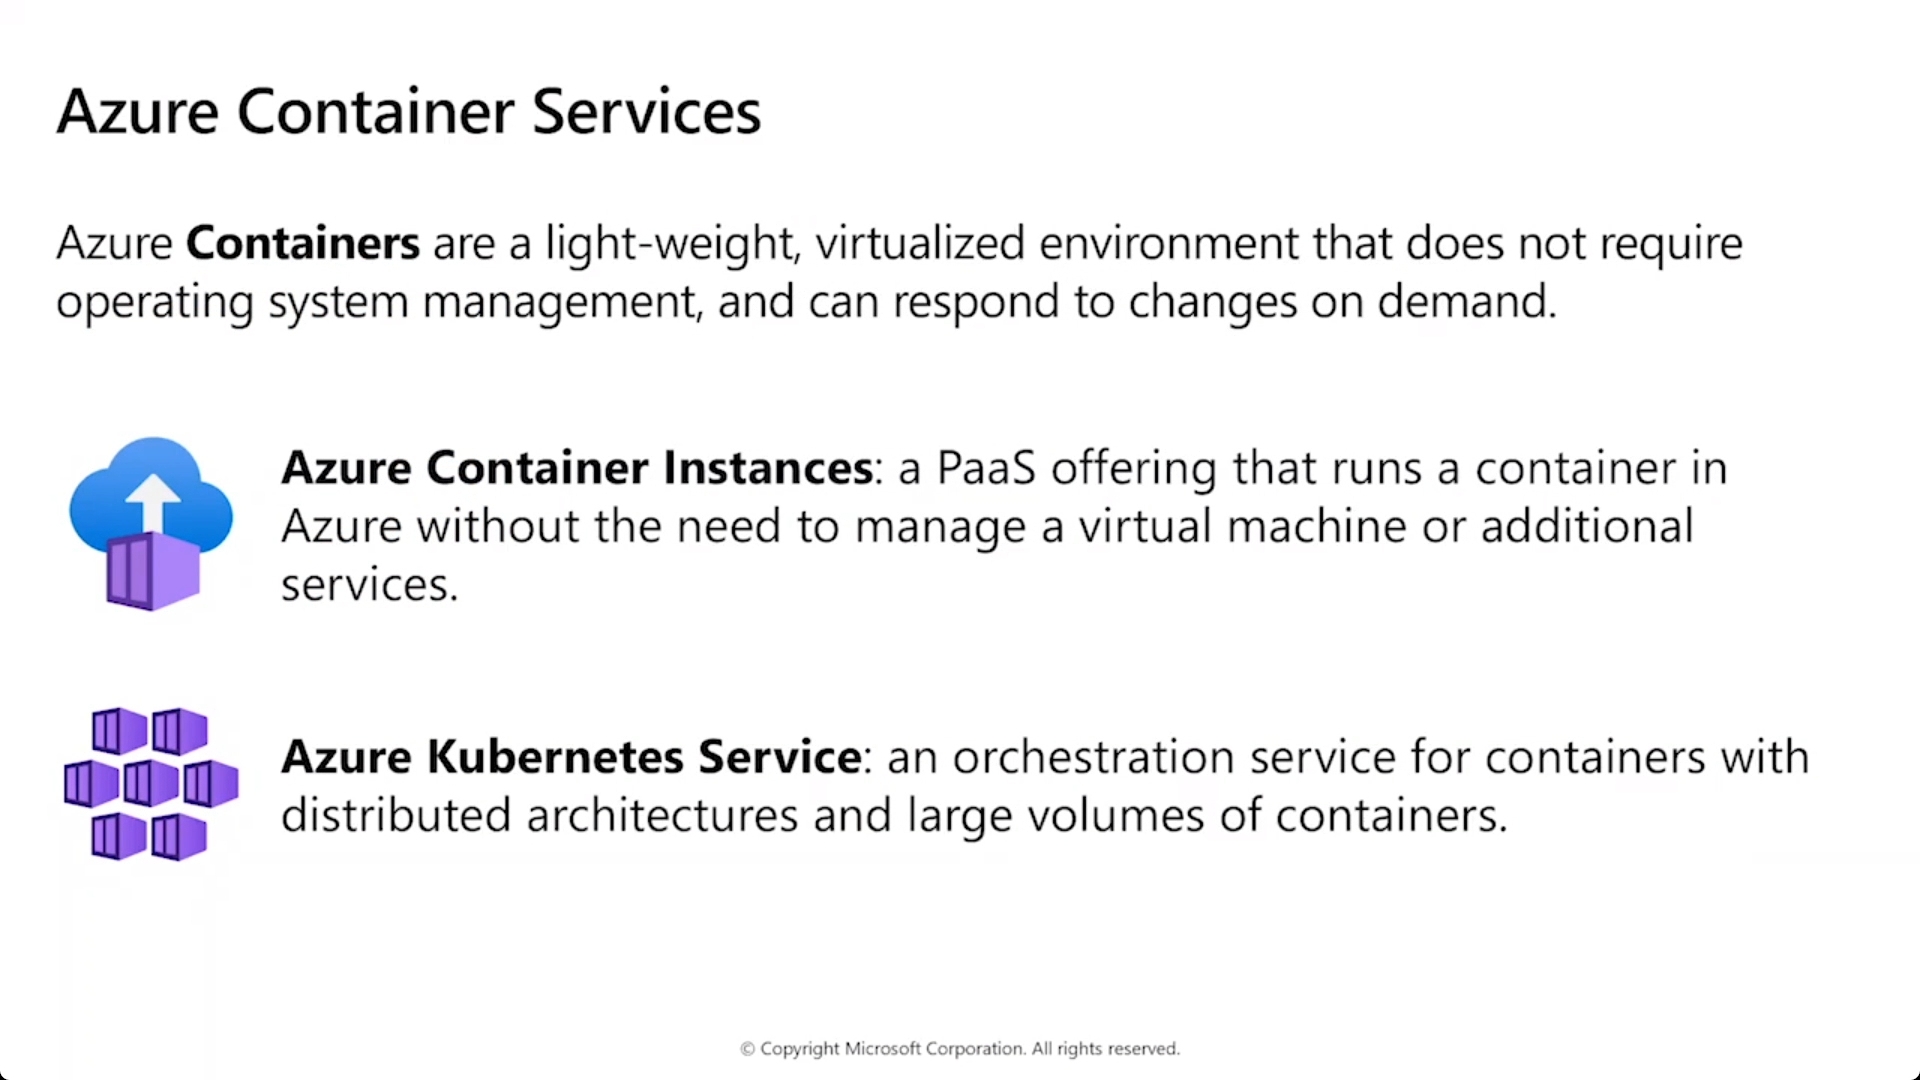 Azure Container Services
Azure Containers are a light-weight, virtualized environment that does not require
operating system management, and can respond to changes on demand.
Azure Container Instances: a PaaS offering that runs a container in
Azure without the need to manage a virtual machine or additional
services.
Azure Kubernetes Service: an orchestration service for containers with
distributed architectures and large volumes of containers.
© Copyright Microsoft Corporation. All rights reserved.